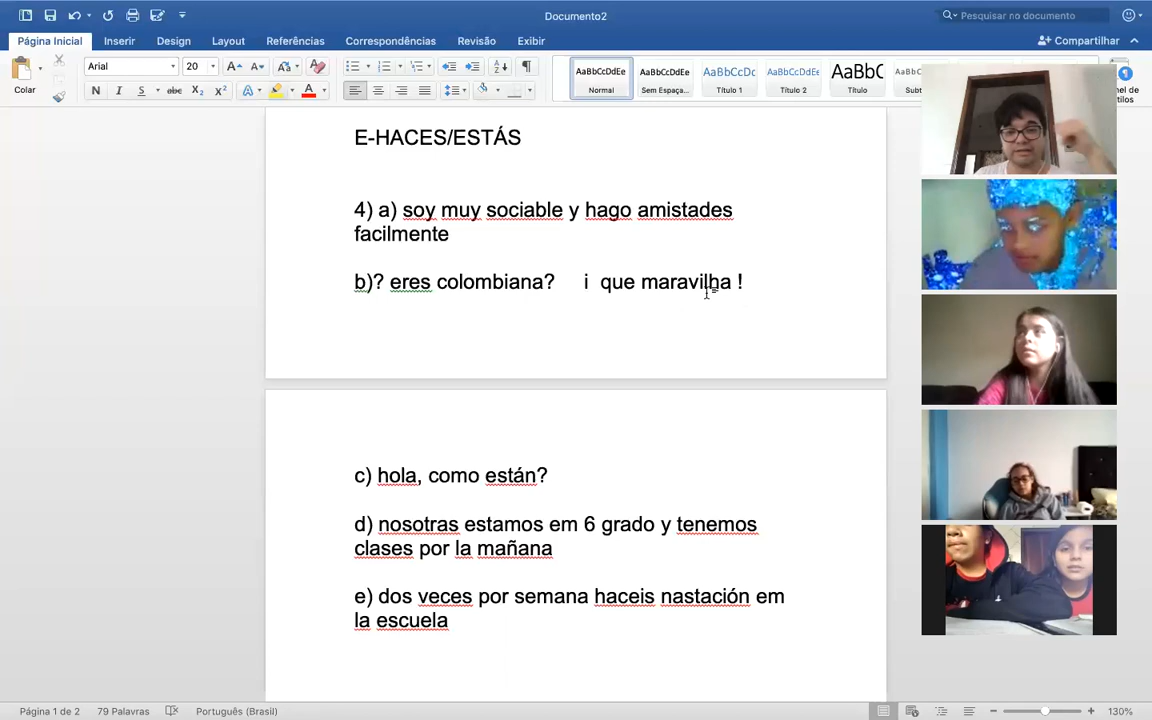 Documento2
Pesquisar no documento
Página Inicial Inserir Design Layout Referências Correspondências Revisão Exibir Compartilhar
Colar Arial 20
N I S abc X₂ X²
AaBbCcDdEe AaBbCcDdEe AaBbCcDc AaBbCcDdEe AaBbC
Normal Sem Espaça... Título 1 Título 2 Título
E-HACES/ESTÁS
4) a) soy muy sociable y hago amistades
facilmente
b)? eres colombiana? i que maravilha !
c) hola, como están?
d) nosotras estamos em 6 grado y tenemos
clases por la mañana
e) dos veces por semana haceis nastación em
la escuela
Página 1 de 2 79 Palavras Português (Brasil) 130%